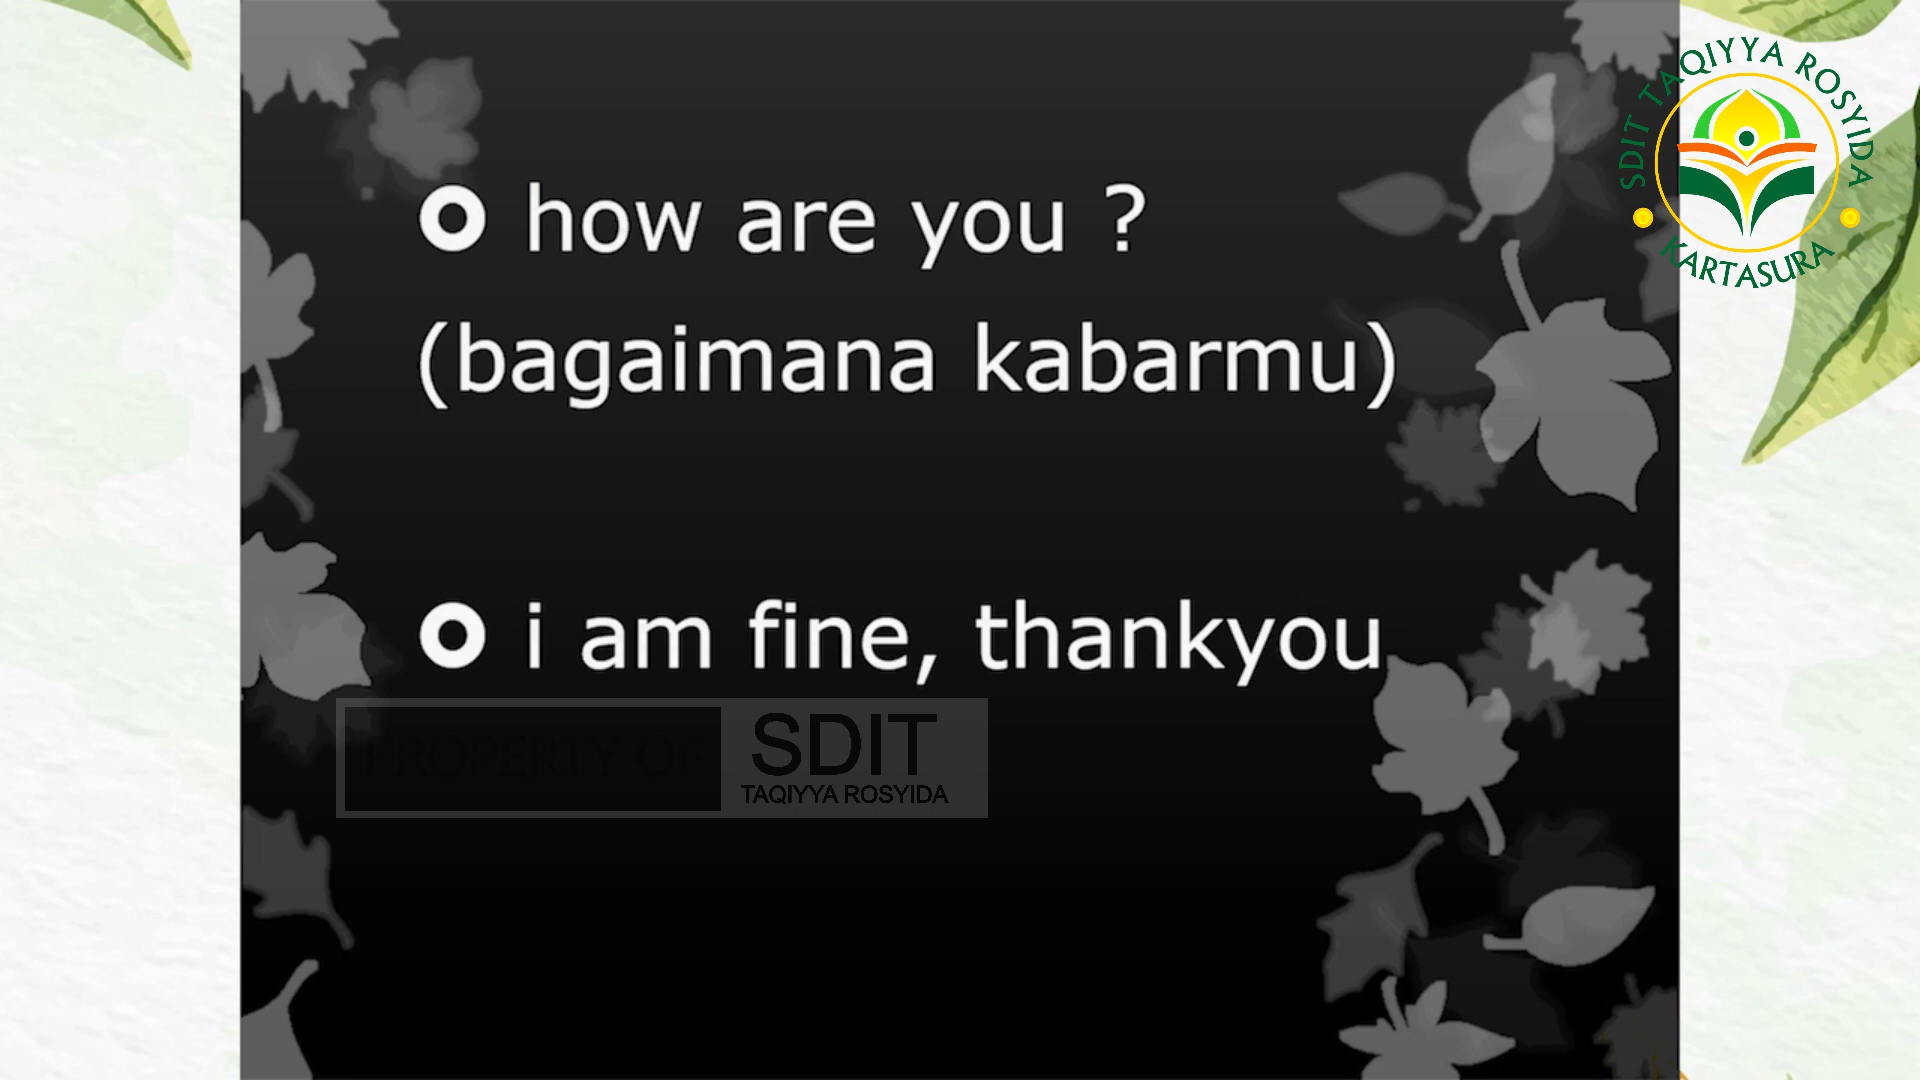 SDIT TAQIYYA ROSYIDA
KARTASURA
how are you ?
(bagaimana kabarmu)
i am fine, thankyou
PROPERTY OF
SDIT
TAQIYYA ROSYIDA